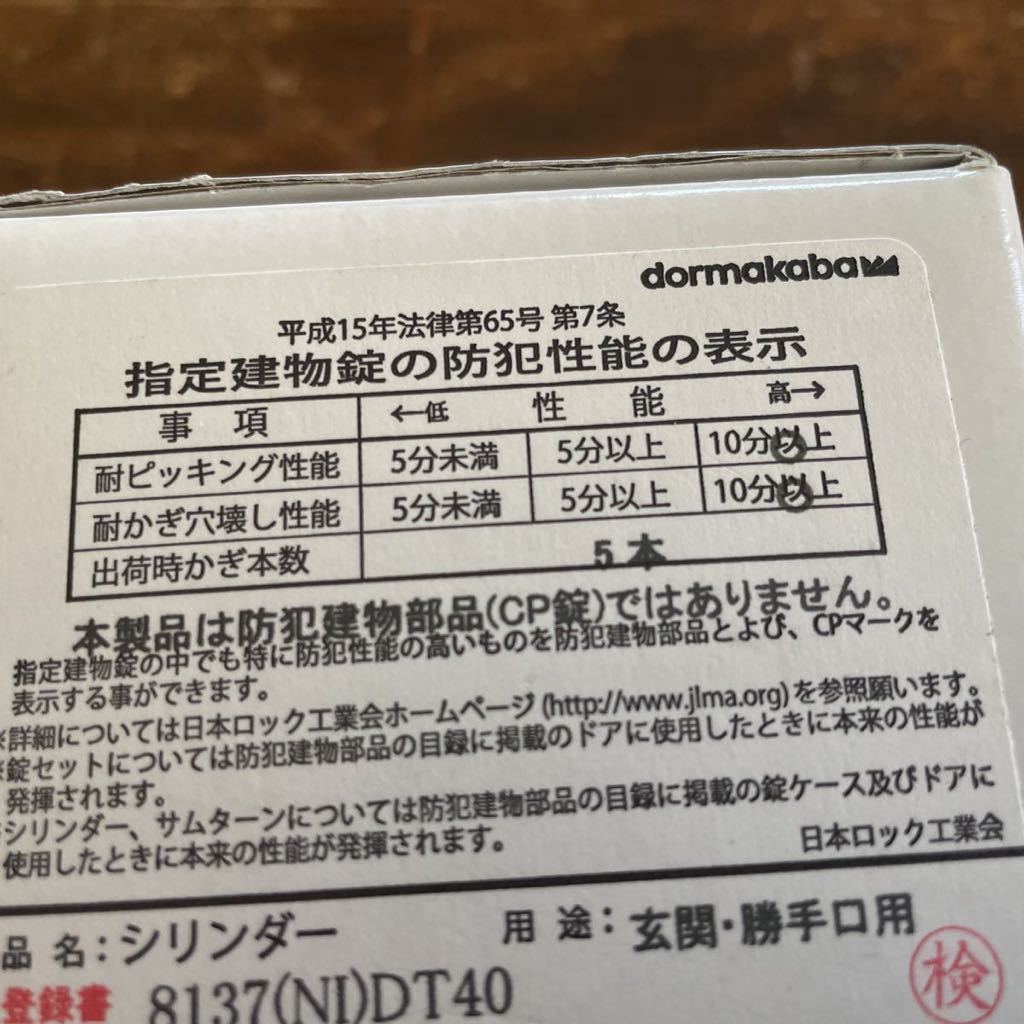 dormakaba
平成15年法律第65号 第7条
指定建物錠の防犯性能の表示
事 項 ←低 性 能 高→
耐ピッキング性能 5分未満 5分以上 10分以上
耐かぎ穴壊し性能 5分未満 5分以上 10分以上
出荷時かぎ本数 5本
本製品は防犯建物部品(CP錠)ではありません。
指定建物錠の中でも特に防犯性能の高いものを防犯建物部品とよび、CPマークを
表示する事ができます。
※詳細については日本ロック工業会ホームページ(http://www.jlma.org)を参照願います。
※錠セットについては防犯建物部品の目録に掲載のドアに使用したときに本来の性能が
発揮されます。
※シリンダー、サムターンについては防犯建物部品の目録に掲載の錠ケース及びドアに
使用したときに本来の性能が発揮されます。
日本ロック工業会
品 名：シリンダー 用 途：玄関・勝手口用
登録書 8137(NI)DT40
検